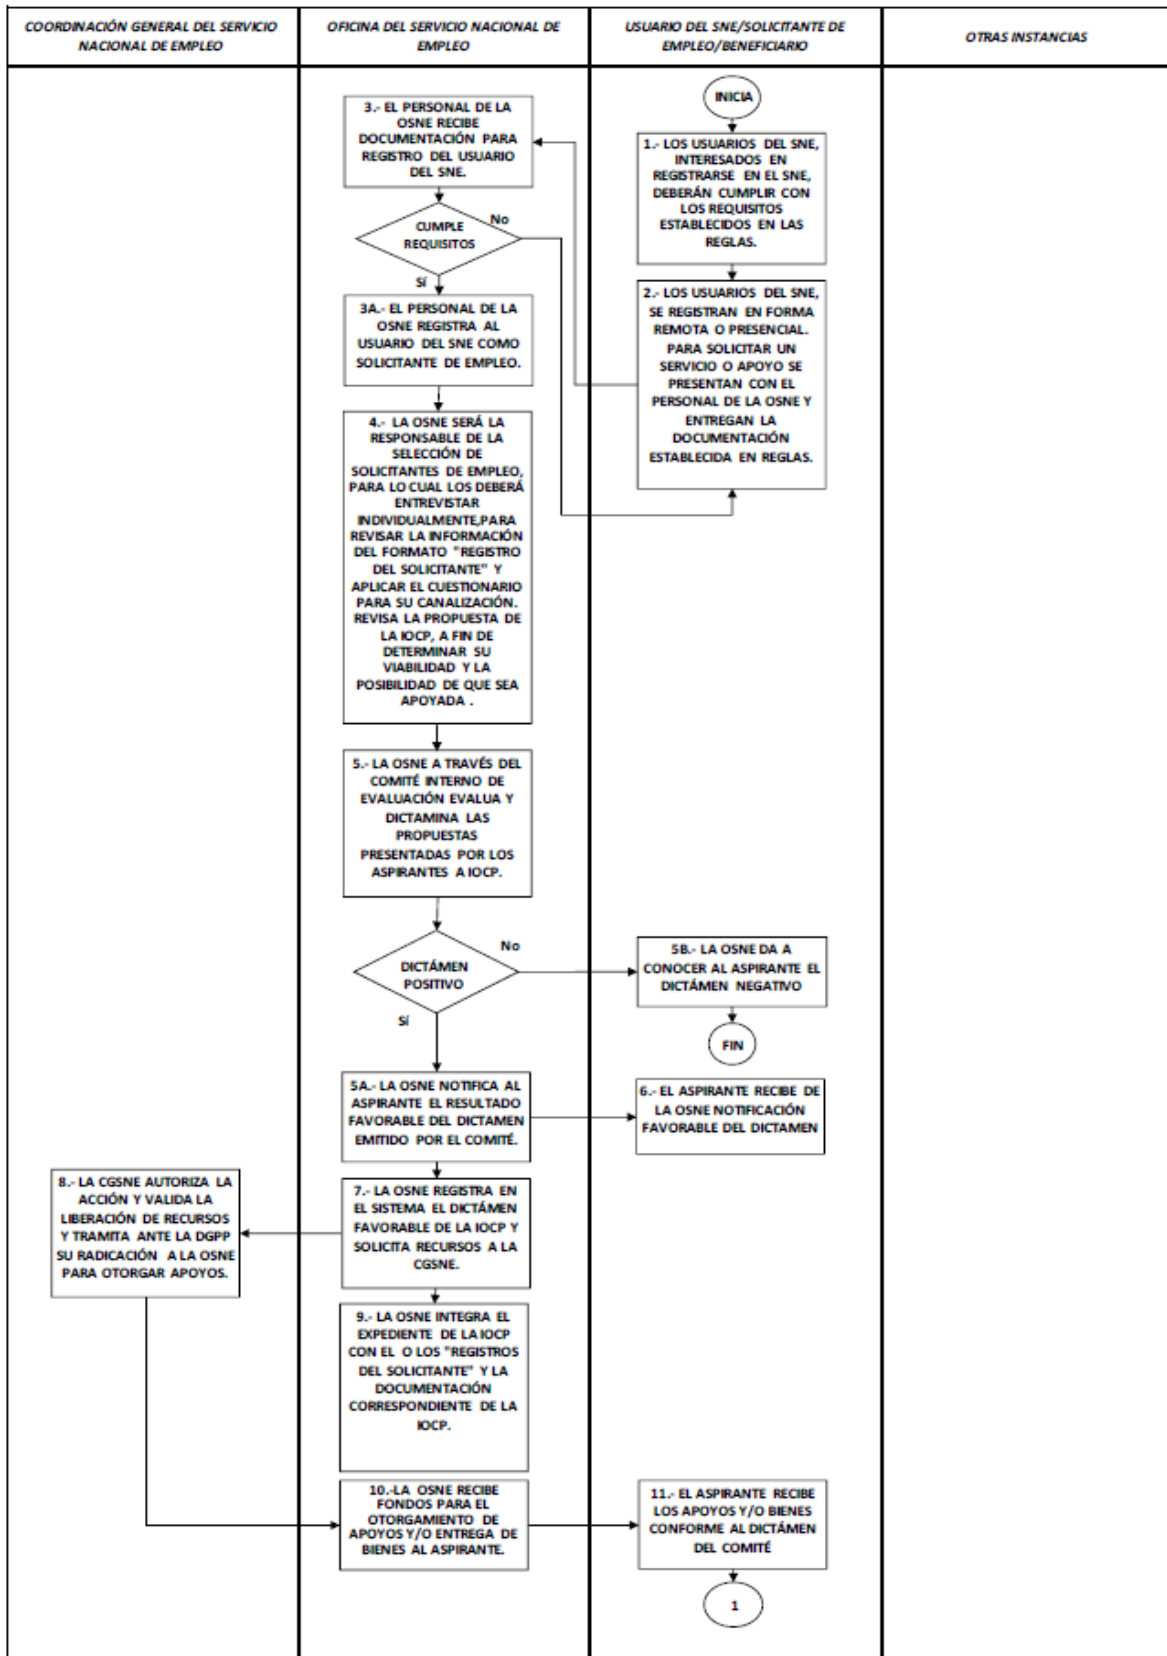 COORDINACIÓN GENERAL DEL SERVICIO
NACIONAL DE EMPLEO
OFICINA DEL SERVICIO NACIONAL DE
EMPLEO
USUARIO DEL SNE/SOLICITANTE DE
EMPLEO/BENEFICIARIO
OTRAS INSTANCIAS
INICIA
1.- LOS USUARIOS DEL SNE,
INTERESADOS EN
REGISTRARSE EN EL SNE,
DEBERÁN CUMPLIR CON
LOS REQUISITOS
ESTABLECIDOS EN LAS
REGLAS.
2.- LOS USUARIOS DEL SNE,
SE REGISTRAN EN FORMA
REMOTA O PRESENCIAL.
PARA SOLICITAR UN
SERVICIO O APOYO SE
PRESENTAN CON EL
PERSONAL DE LA OSNE Y
ENTREGAN LA
DOCUMENTACIÓN
ESTABLECIDA EN REGLAS.
3.- EL PERSONAL DE LA
OSNE RECIBE
DOCUMENTACIÓN PARA
REGISTRO DEL USUARIO
DEL SNE.
CUMPLE
REQUISITOS
No
Sí
3A.- EL PERSONAL DE LA
OSNE REGISTRA AL
USUARIO DEL SNE COMO
SOLICITANTE DE EMPLEO.
4.- LA OSNE SERÁ LA
RESPONSABLE DE LA
SELECCIÓN DE
SOLICITANTES DE EMPLEO,
PARA LO CUAL LOS DEBERÁ
ENTREVISTAR
INDIVIDUALMENTE,PARA
REVISAR LA INFORMACIÓN
DEL FORMATO "REGISTRO
DEL SOLICITANTE" Y
APLICAR EL CUESTIONARIO
PARA SU CANALIZACIÓN.
REVISA LA PROPUESTA DE
LA IOCP, A FIN DE
DETERMINAR SU
VIABILIDAD Y LA
POSIBILIDAD DE QUE SEA
APOYADA .
5.- LA OSNE A TRAVÉS DEL
COMITÉ INTERNO DE
EVALUACIÓN EVALUA Y
DICTAMINA LAS
PROPUESTAS
PRESENTADAS POR LOS
ASPIRANTES A IOCP.
DICTÁMEN
POSITIVO
No
Sí
5B.- LA OSNE DA A
CONOCER AL ASPIRANTE EL
DICTÁMEN NEGATIVO
FIN
5A.- LA OSNE NOTIFICA AL
ASPIRANTE EL RESULTADO
FAVORABLE DEL DICTAMEN
EMITIDO POR EL COMITÉ.
6.- EL ASPIRANTE RECIBE DE
LA OSNE NOTIFICACIÓN
FAVORABLE DEL DICTAMEN
7.- LA OSNE REGISTRA EN
EL SISTEMA EL DICTÁMEN
FAVORABLE DE LA IOCP Y
SOLICITA RECURSOS A LA
CGSNE.
8.- LA CGSNE AUTORIZA LA
ACCIÓN Y VALIDA LA
LIBERACIÓN DE RECURSOS
Y TRAMITA ANTE LA DGPP
SU RADICACIÓN A LA OSNE
PARA OTORGAR APOYOS.
9.- LA OSNE INTEGRA EL
EXPEDIENTE DE LA IOCP
CON EL O LOS "REGISTROS
DEL SOLICITANTE" Y LA
DOCUMENTACIÓN
CORRESPONDIENTE DE LA
IOCP.
10.-LA OSNE RECIBE
FONDOS PARA EL
OTORGAMIENTO DE
APOYOS Y/O ENTREGA DE
BIENES AL ASPIRANTE.
11.- EL ASPIRANTE RECIBE
LOS APOYOS Y/O BIENES
CONFORME AL DICTÁMEN
DEL COMITÉ
1